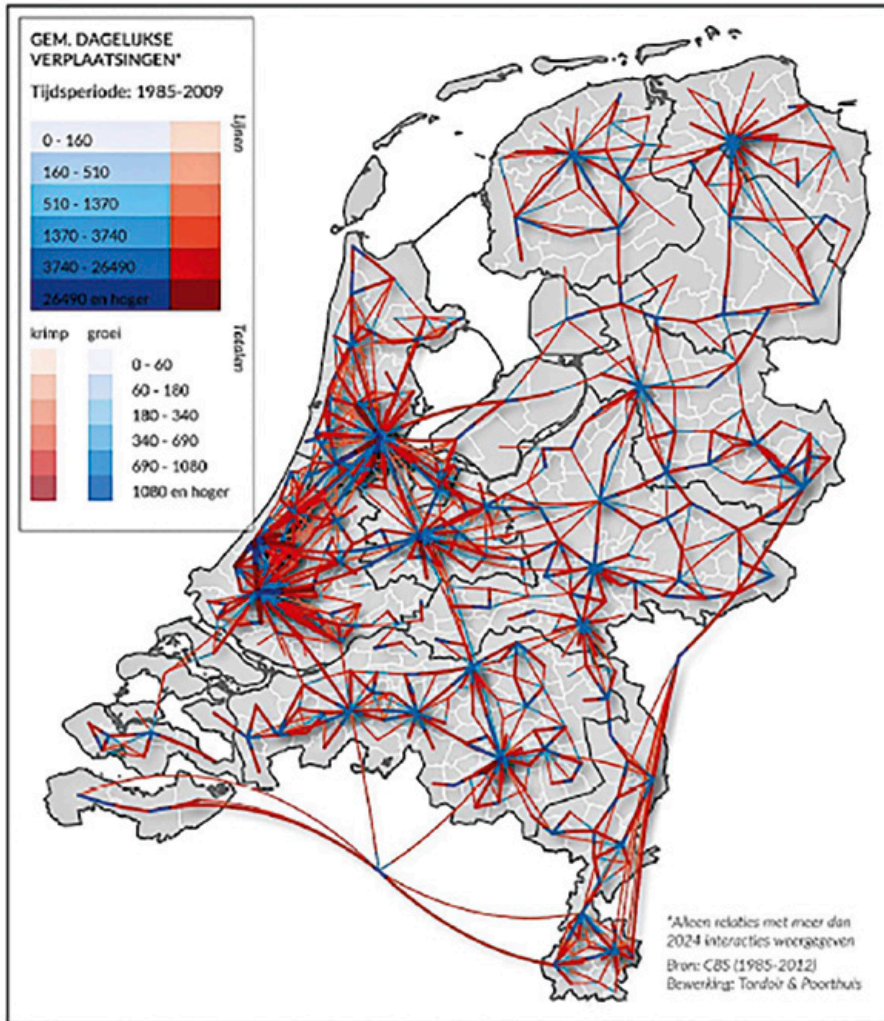 GEM. DAGELIJKSE
VERPLAATSINGEN*
Tijdsperiode: 1985-2009
Lijnen
0 - 160
160 - 510
510 - 1370
1370 - 3740
3740 - 26490
26490 en hoger
Totalen
krimp groei
0 - 60
60 - 180
180 - 340
340 - 690
690 - 1080
1080 en hoger
*Alleen relaties met meer dan
2024 interacties weergegeven
Bron: CBS (1985-2012)
Bewerking: Tordoir & Poorthuis